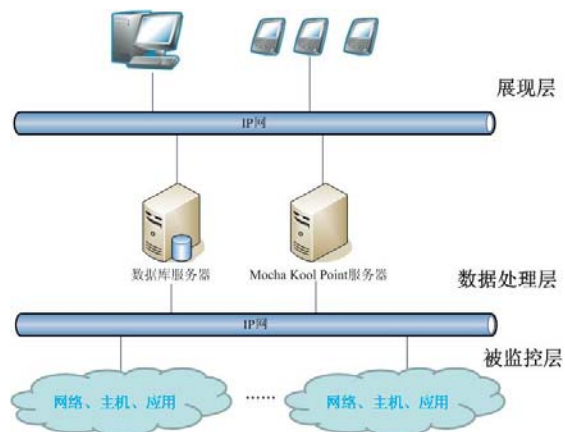 展现层
IP网
数据库服务器
Mocha Kool Point服务器
数据处理层
IP网
被监控层
网络、主机、应用
……
网络、主机、应用